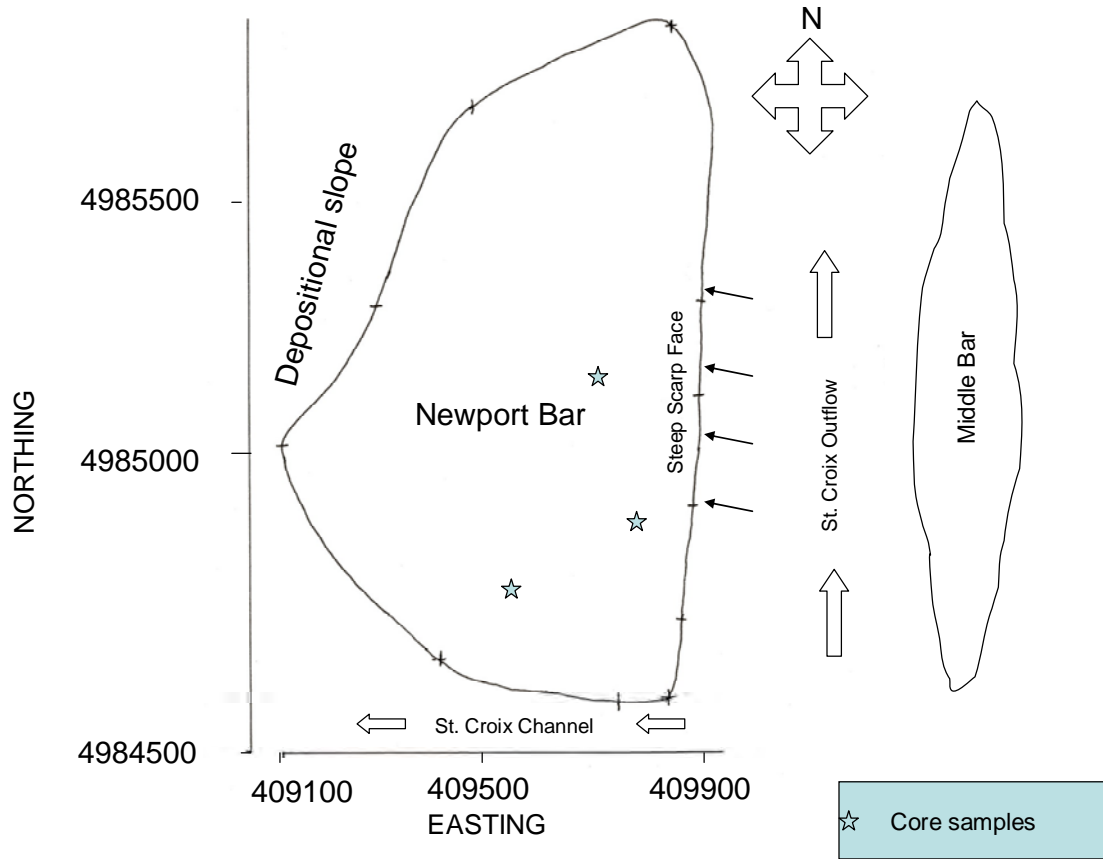 N
4985500
Depositional slope
Newport Bar
Steep Scarp Face
St. Croix Outflow
Middle Bar
4985000
NORTHING
St. Croix Channel
4984500
409100
409500
409900
EASTING
Core samples